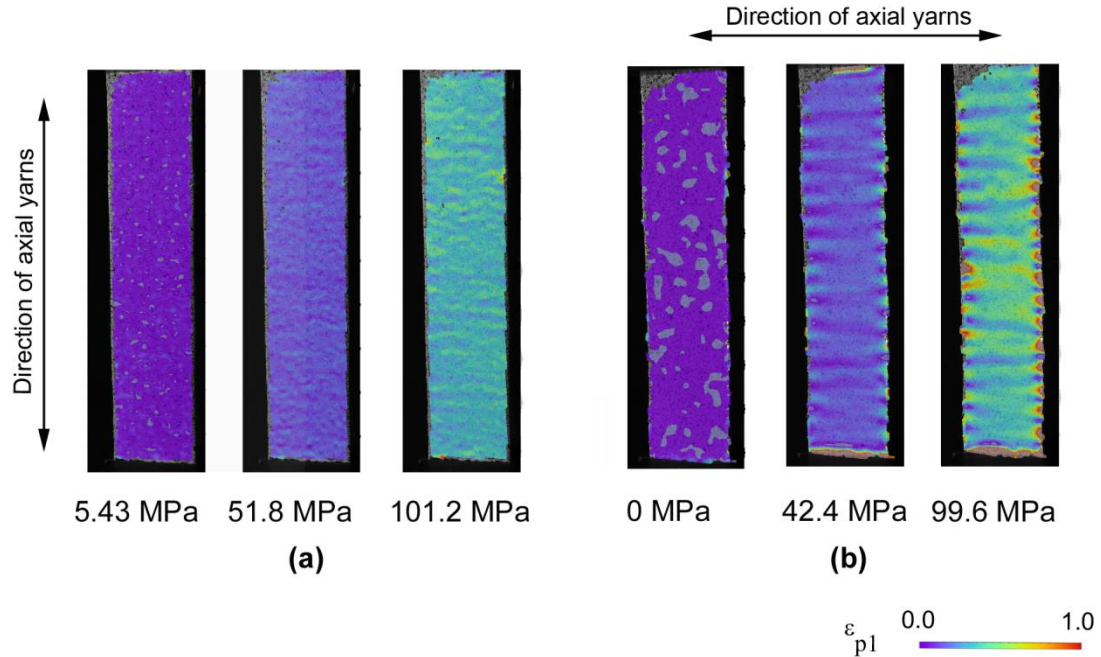 Direction of axial yarns
Direction of axial yarns
5.43 MPa 51.8 MPa 101.2 MPa
(a)
0 MPa 42.4 MPa 99.6 MPa
(b)
ε p1 0.0 1.0